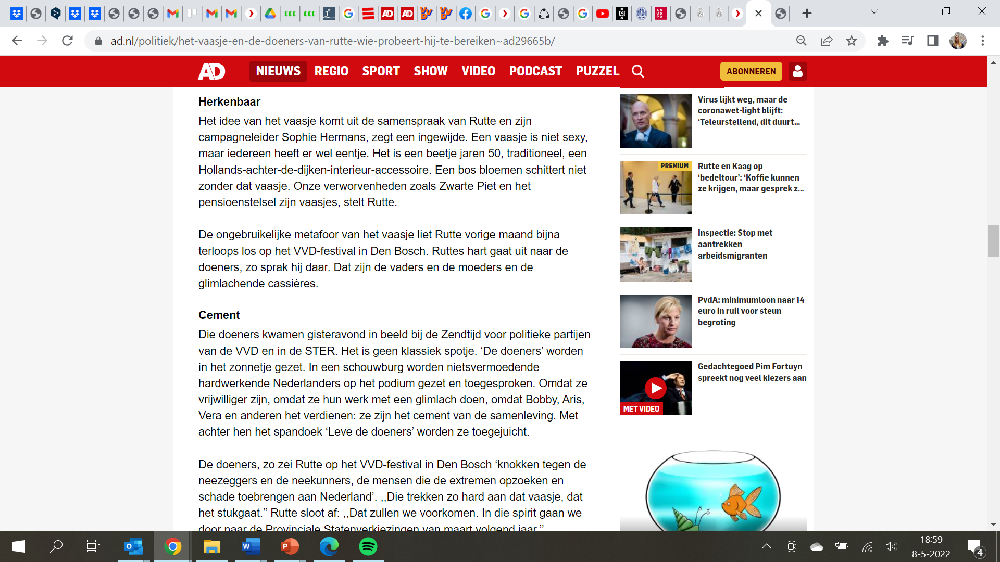 ttt
ttt
L
AD
AD
ad.nl/politiek/het-vaasje-en-de-doeners-van-rutte-wie-probeert-hij-te-bereiken~ad29665b/
AD NIEUWS REGIO SPORT SHOW VIDEO PODCAST PUZZEL ABONNEREN
Herkenbaar
Het idee van het vaasje komt uit de samenspraak van Rutte en zijn
campagneleider Sophie Hermans, zegt een ingewijde. Een vaasje is niet sexy,
maar iedereen heeft er wel eentje. Het is een beetje jaren 50, traditioneel, een
Hollands-achter-de-dijken-interieur-accessoire. Een bos bloemen schittert niet
zonder dat vaasje. Onze verworvenheden zoals Zwarte Piet en het
pensioenstelsel zijn vaasjes, stelt Rutte.
De ongebruikelijke metafoor van het vaasje liet Rutte vorige maand bijna
terloops los op het VVD-festival in Den Bosch. Ruttes hart gaat uit naar de
doeners, zo sprak hij daar. Dat zijn de vaders en de moeders en de
glimlachende cassières.
Cement
Die doeners kwamen gisteravond in beeld bij de Zendtijd voor politieke partijen
van de VVD en in de STER. Het is geen klassiek spotje. ‘De doeners’ worden
in het zonnetje gezet. In een schouwburg worden nietsvermoedende
hardwerkende Nederlanders op het podium gezet en toegesproken. Omdat ze
vrijwilliger zijn, omdat ze hun werk met een glimlach doen, omdat Bobby, Aris,
Vera en anderen het verdienen: ze zijn het cement van de samenleving. Met
achter hen het spandoek ‘Leve de doeners’ worden ze toegejuicht.
De doeners, zo zei Rutte op het VVD-festival in Den Bosch ‘knokken tegen de
neezeggers en de neekunners, de mensen die de extremen opzoeken en
schade toebrengen aan Nederland’. ,,Die trekken zo hard aan dat vaasje, dat
het stukgaat.’’ Rutte sloot af: ,,Dat zullen we voorkomen. In die spirit gaan we
door naar de Provinciale Statenverkiezingen van maart volgend jaar.’’
Virus lijkt weg, maar de
coronawet-light blijft:
‘Teleurstellend, dit duurt...
PREMIUM
Rutte en Kaag op
‘bedeltour’: ‘Koffie kunnen
ze krijgen, maar gesprek z...
Inspectie: Stop met
aantrekken
arbeidsmigranten
PvdA: minimumloon naar 14
euro in ruil voor steun
begroting
Gedachtegoed Pim Fortuyn
spreekt nog veel kiezers aan
MET VIDEO
18:59
8-5-2022
4